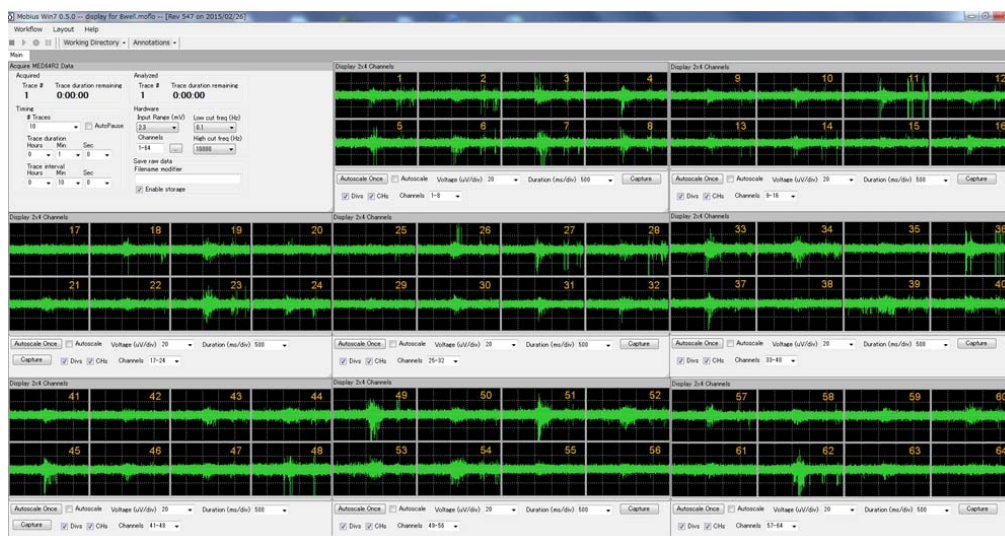 Mobius Win7 0.5.0 -- display for 8well.moflo -- [Rev 547 on 2015/02/26]
Workflow Layout Help
Working Directory Annotations
Main
Acquire MED64R2 Data
Acquired Analyzed
Trace # Trace duration remaining Trace # Trace duration remaining
1 0:00:00 1 0:00:00
Timing Hardware
# Traces Input Range (mV) Low cut freq (Hz)
10 AutoPause 2.3 0.1
Trace duration Channels High cut freq (Hz)
Hours Min Sec 1-64 ... 10000
0 1 0 Save raw data
Trace interval Filename modifier
Hours Min Sec
0 10 0 Enable storage
Display 2x4 Channels
1 2 3 4
5 6 7 8
Autoscale Once Autoscale Voltage (uV/div) 20 Duration (ms/div) 500 Capture
Divs CHs Channels 1-8
Display 2x4 Channels
9 10 11 12
13 14 15 16
Autoscale Once Autoscale Voltage (uV/div) 20 Duration (ms/div) 500 Capture
Divs CHs Channels 9-16
Display 2x4 Channels
17 18 19 20
21 22 23 24
Autoscale Once Autoscale Voltage (uV/div) 20 Duration (ms/div) 500
Capture Divs CHs Channels 17-24
Display 2x4 Channels
25 26 27 28
29 30 31 32
Autoscale Once Autoscale Voltage (uV/div) 20 Duration (ms/div) 500 Capture
Divs CHs Channels 25-32
Display 2x4 Channels
33 34 35 36
37 38 39 40
Autoscale Once Autoscale Voltage (uV/div) 20 Duration (ms/div) 500 Capture
Divs CHs Channels 33-40
Display 2x4 Channels
41 42 43 44
45 46 47 48
Autoscale Once Autoscale Voltage (uV/div) 20 Duration (ms/div) 500
Capture Divs CHs Channels 41-48
Display 2x4 Channels
49 50 51 52
53 54 55 56
Autoscale Once Autoscale Voltage (uV/div) 20 Duration (ms/div) 500 Capture
Divs CHs Channels 49-56
Display 2x4 Channels
57 58 59 60
61 62 63 64
Autoscale Once Autoscale Voltage (uV/div) 20 Duration (ms/div) 500 Capture
Divs CHs Channels 57-64